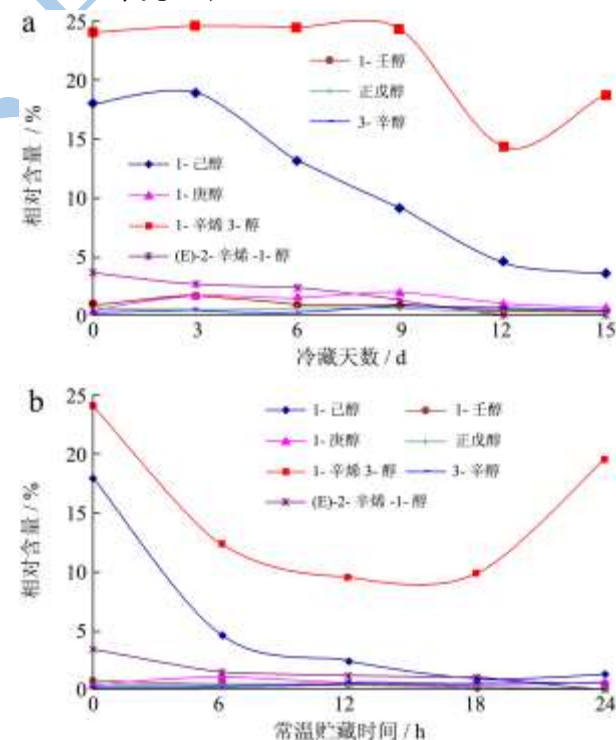 a
25
20
15
10
5
0
相对含量 / %
1- 壬醇
正戊醇
3- 辛醇
1- 己醇
1- 庚醇
1- 辛烯 3- 醇
(E)-2- 辛烯 -1- 醇
0 3 6 9 12 15
冷藏天数 / d
b
25
20
15
10
5
0
相对含量 / %
1- 己醇 1- 壬醇
1- 庚醇 正戊醇
1- 辛烯 3- 醇 3- 辛醇
(E)-2- 辛烯 -1- 醇
0 6 12 18 24
常温贮藏时间 / h